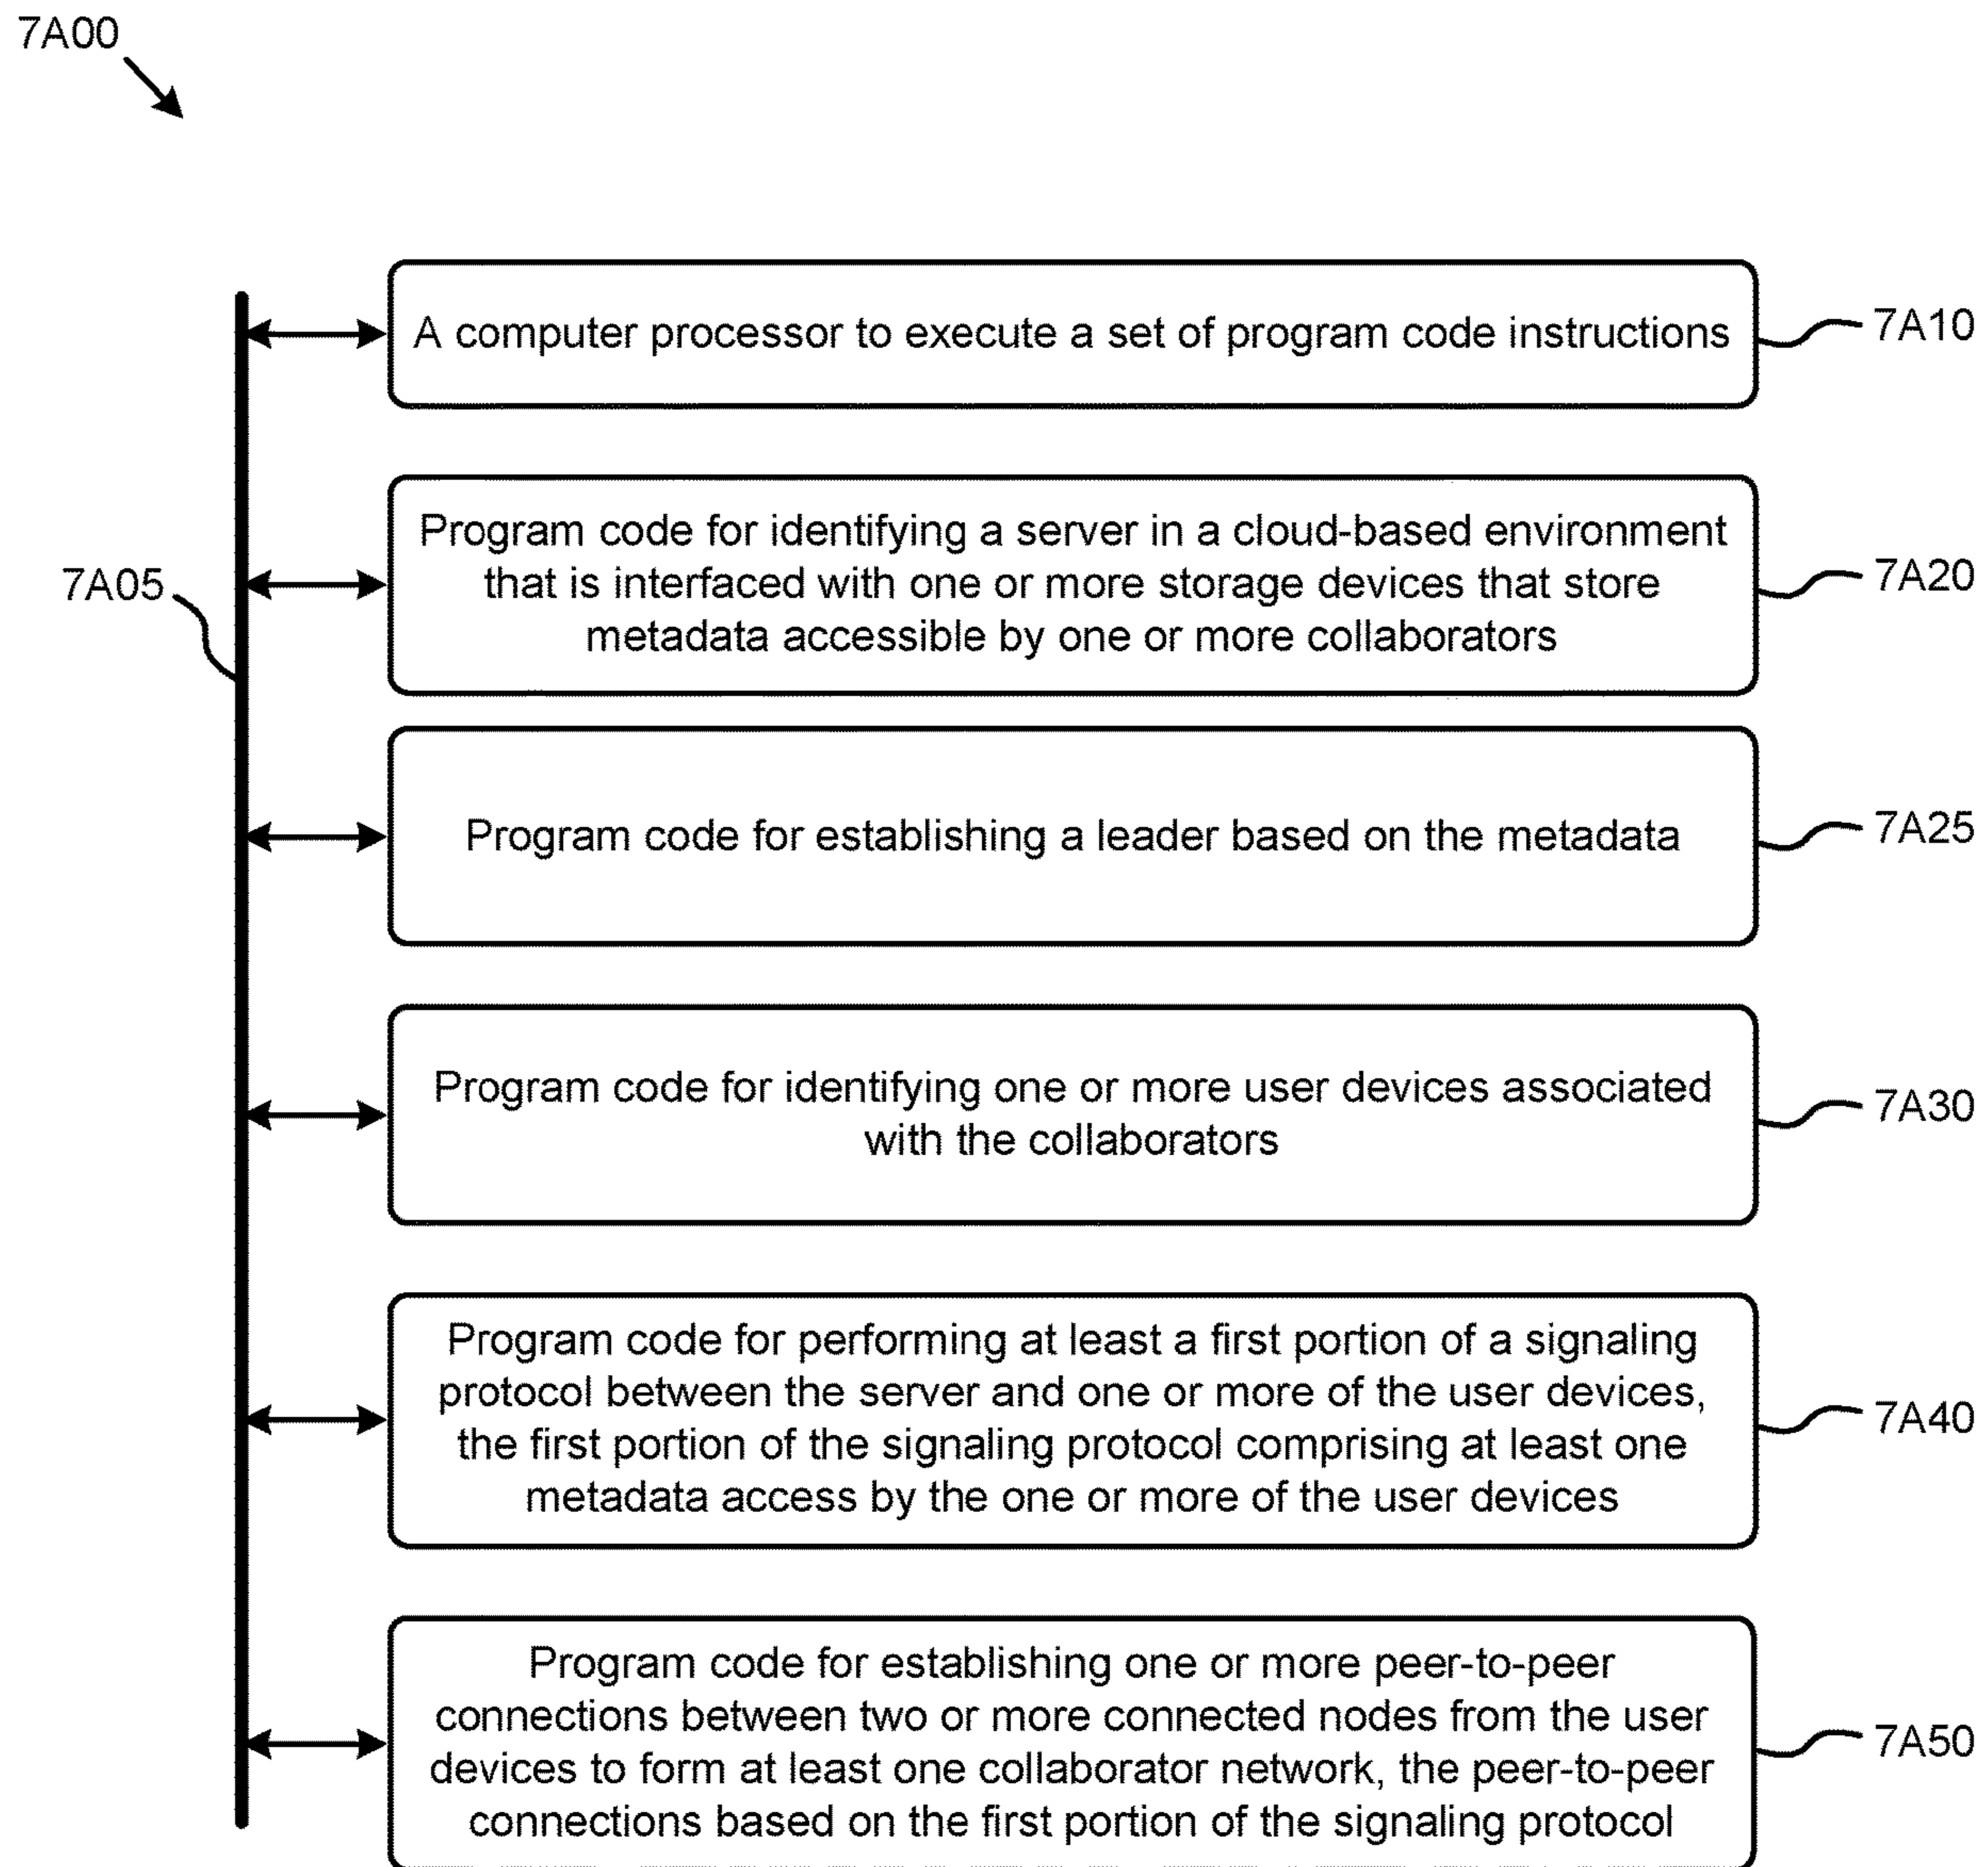 7A00
A computer processor to execute a set of program code instructions
7A10
Program code for identifying a server in a cloud-based environment
that is interfaced with one or more storage devices that store
metadata accessible by one or more collaborators
7A20
7A05
Program code for establishing a leader based on the metadata
7A25
Program code for identifying one or more user devices associated
with the collaborators
7A30
Program code for performing at least a first portion of a signaling
protocol between the server and one or more of the user devices,
the first portion of the signaling protocol comprising at least one
metadata access by the one or more of the user devices
7A40
Program code for establishing one or more peer-to-peer
connections between two or more connected nodes from the user
devices to form at least one collaborator network, the peer-to-peer
connections based on the first portion of the signaling protocol
7A50